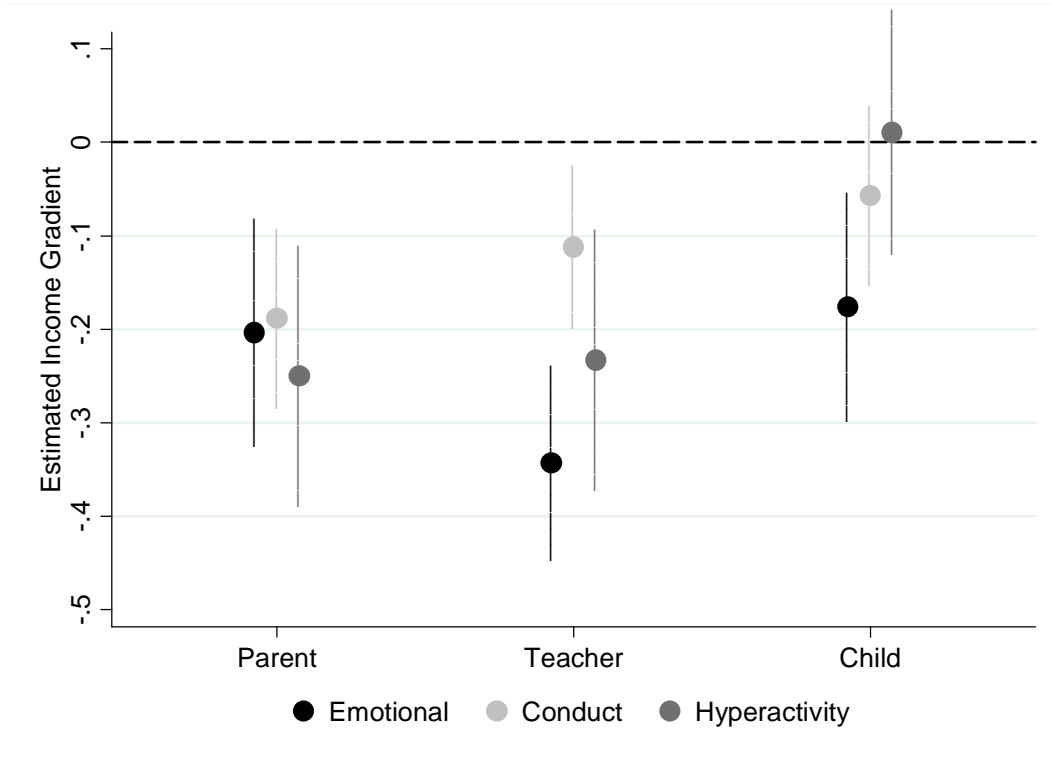 Estimated Income Gradient
.1
0
-.1
-.2
-.3
-.4
-.5
Parent Teacher Child
Emotional Conduct Hyperactivity